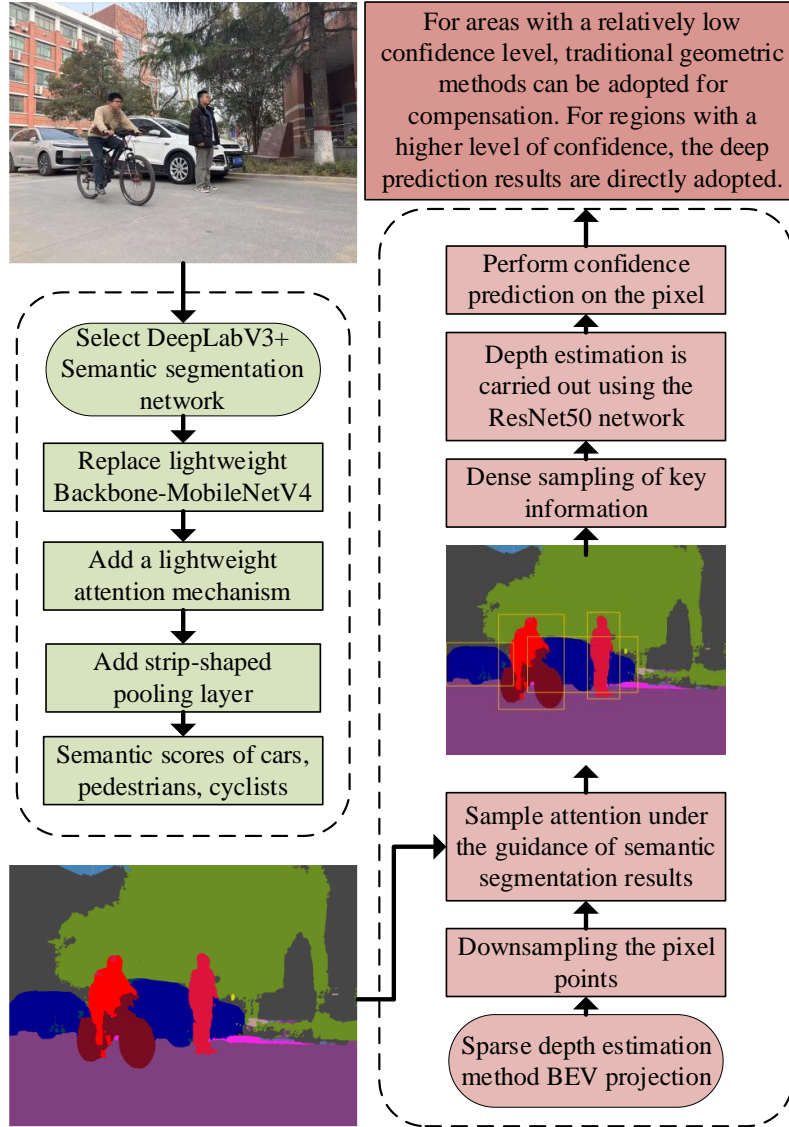 Select DeepLabV3+
Semantic segmentation
network
Replace lightweight
Backbone-MobileNetV4
Add a lightweight
attention mechanism
Add strip-shaped
pooling layer
Semantic scores of cars,
pedestrians, cyclists
For areas with a relatively low
confidence level, traditional geometric
methods can be adopted for
compensation. For regions with a
higher level of confidence, the deep
prediction results are directly adopted.
Perform confidence
prediction on the pixel
Depth estimation is
carried out using the
ResNet50 network
Dense sampling of key
information
Sample attention under
the guidance of semantic
segmentation results
Downsampling the pixel
points
Sparse depth estimation
method BEV projection